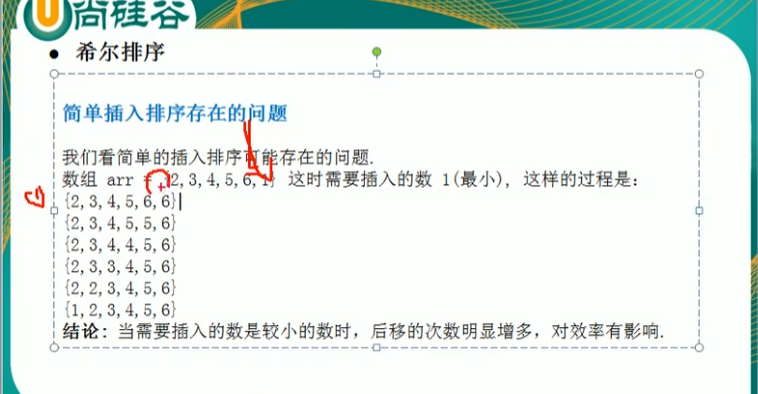 尚硅谷
● 希尔排序
简单插入排序存在的问题
我们看简单的插入排序可能存在的问题.
数组 arr = {2,3,4,5,6,1} 这时需要插入的数 1(最小), 这样的过程是:
{2,3,4,5,6,6}
{2,3,4,5,5,6}
{2,3,4,4,5,6}
{2,3,3,4,5,6}
{2,2,3,4,5,6}
{1,2,3,4,5,6}
结论: 当需要插入的数是较小的数时, 后移的次数明显增多, 对效率有影响.